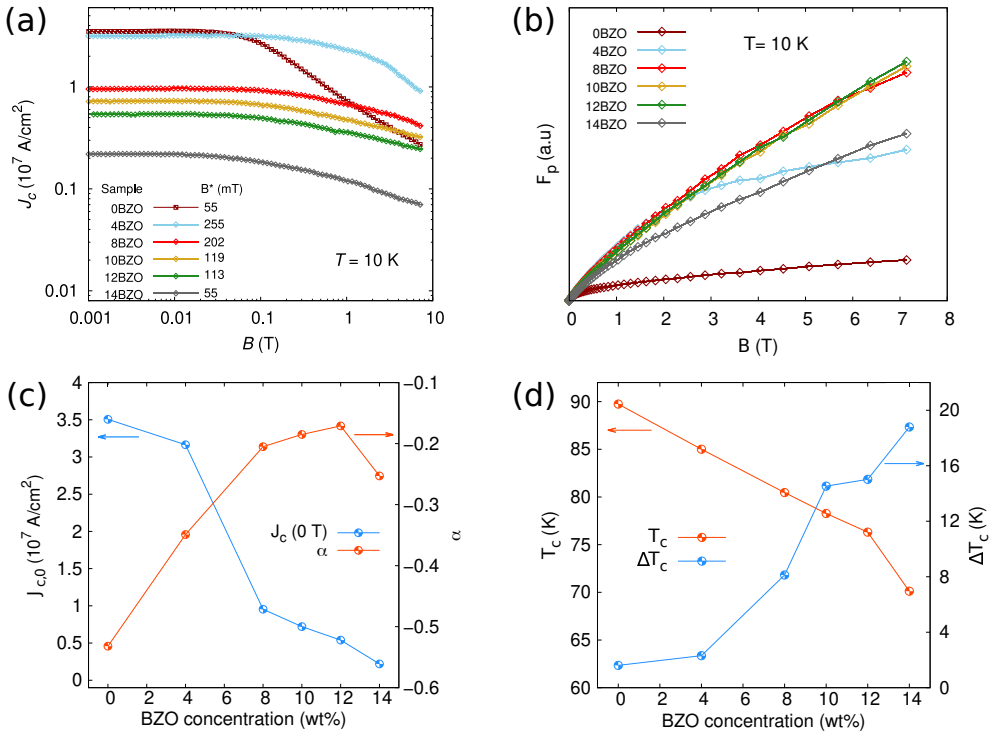 (a)
J_c (10^7 A/cm^2)
1
0.1
0.01
Sample B* (mT)
0BZO 55
4BZO 255
8BZO 202
10BZO 119
12BZO 113
14BZO 55
T = 10 K
0.001 0.01 0.1 1 10
B (T)
(b)
F_p (a.u)
0BZO
4BZO
8BZO
10BZO
12BZO
14BZO
T= 10 K
0 1 2 3 4 5 6 7 8
B (T)
(c)
J_c,0 (10^7 A/cm^2)
4
3.5
3
2.5
2
1.5
1
0.5
0
J_c (0 T)
α
−0.1
−0.2
−0.3
−0.4
−0.5
−0.6
α
0 2 4 6 8 10 12 14
BZO concentration (wt%)
(d)
T_c (K)
90
85
80
75
70
65
60
T_c
ΔT_c
20
16
12
8
4
0
ΔT_c (K)
0 2 4 6 8 10 12 14
BZO concentration (wt%)